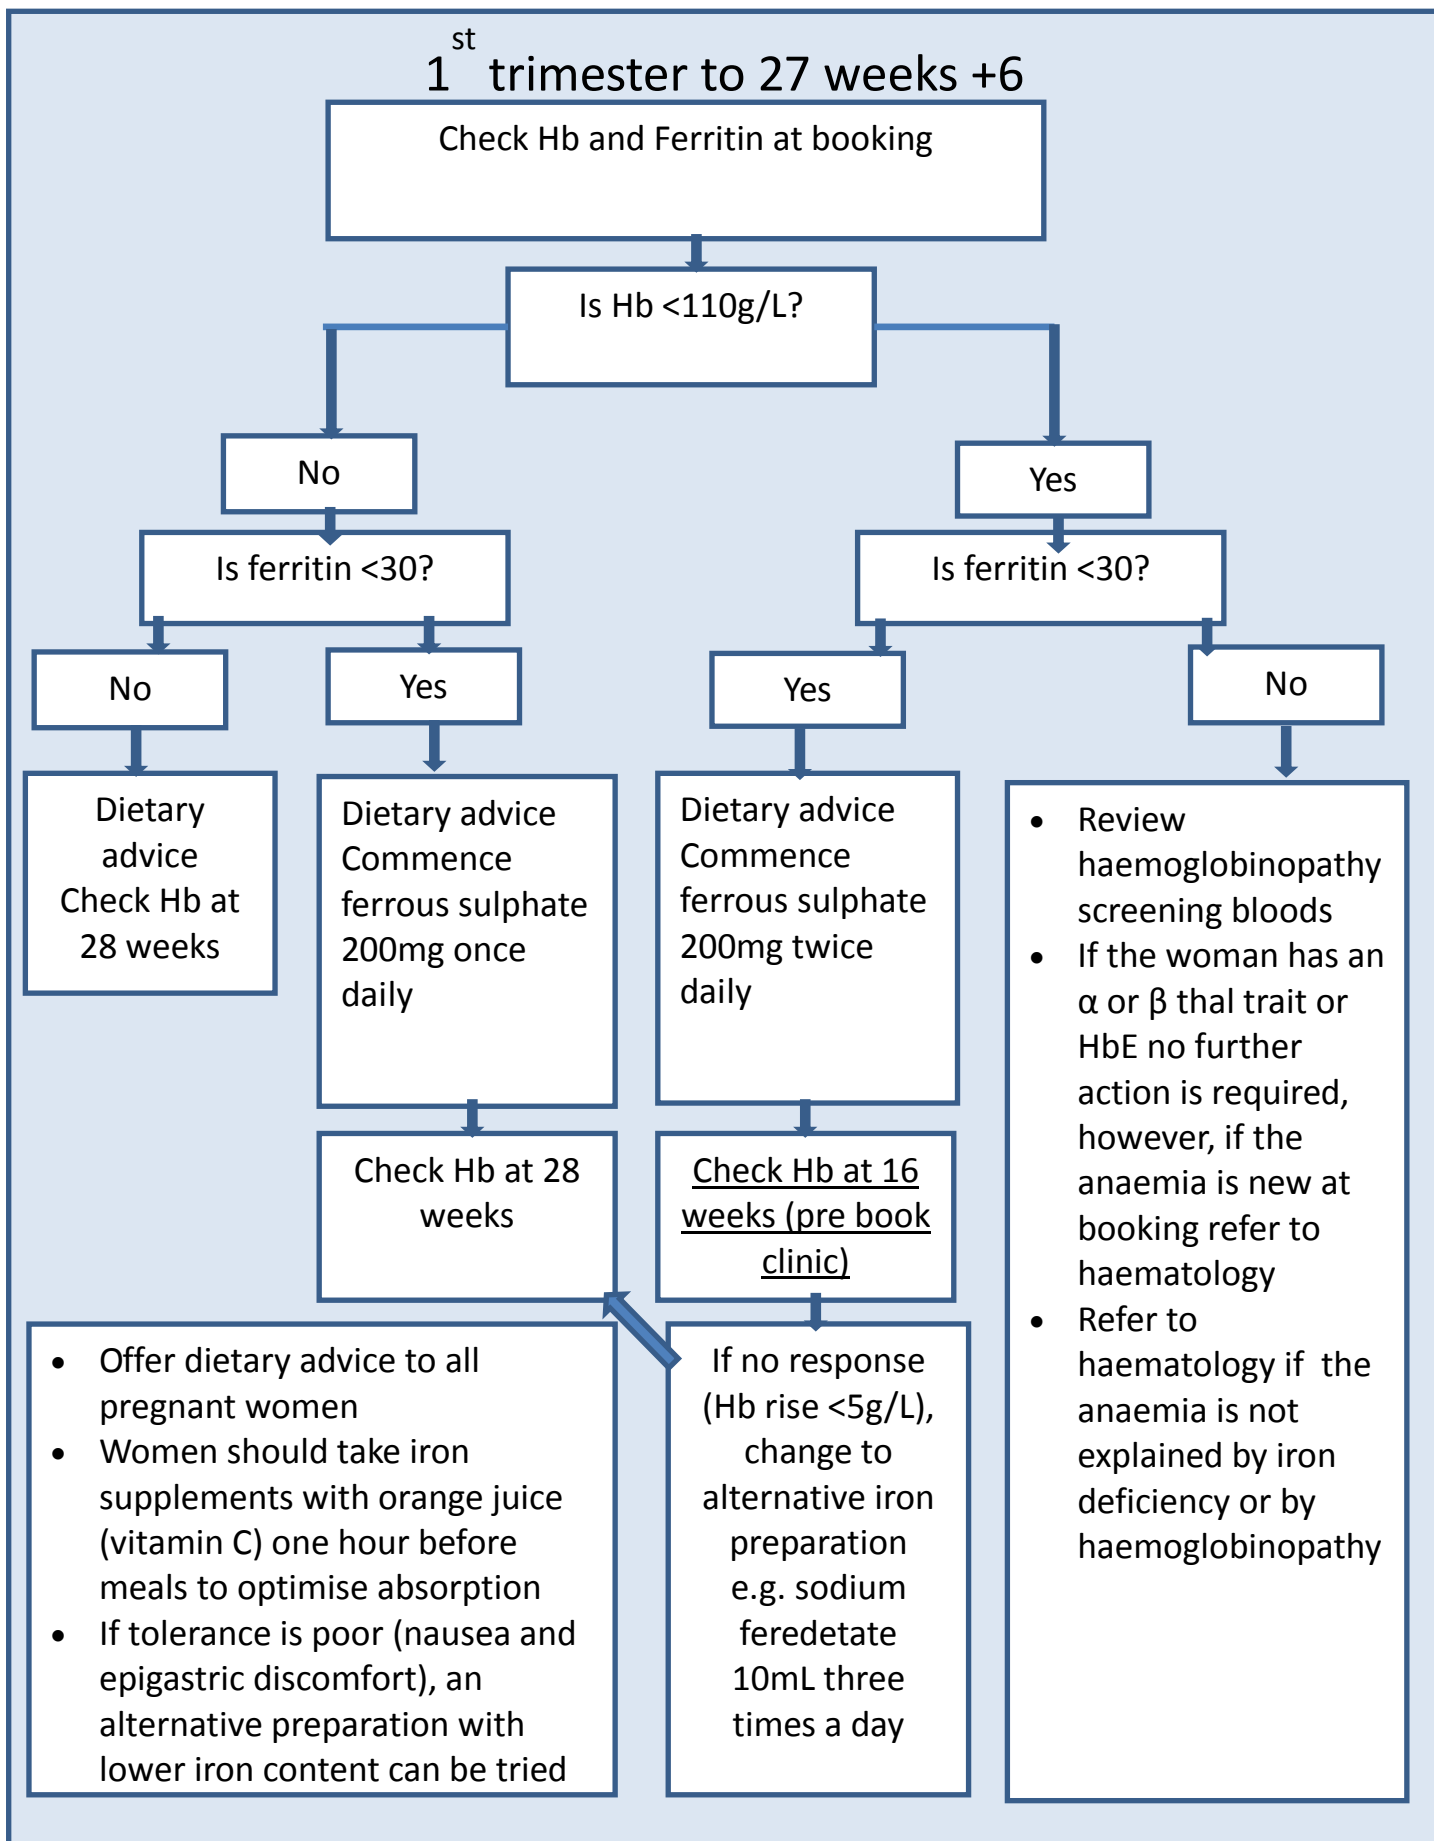 1st trimester to 27 weeks +6
Check Hb and Ferritin at booking
Is Hb <110g/L?
No
Yes
Is ferritin <30?
Is ferritin <30?
No
Yes
Yes
No
Dietary
advice
Check Hb at
28 weeks
Dietary advice
Commence
ferrous sulphate
200mg once
daily
Dietary advice
Commence
ferrous sulphate
200mg twice
daily
• Review
haemoglobinopathy
screening bloods
• If the woman has an
α or β thal trait or
HbE no further
action is required,
however, if the
anaemia is new at
booking refer to
haematology
• Refer to
haematology if the
anaemia is not
explained by iron
deficiency or by
haemoglobinopathy
Check Hb at 28
weeks
Check Hb at 16
weeks (pre book
clinic)
• Offer dietary advice to all
pregnant women
• Women should take iron
supplements with orange juice
(vitamin C) one hour before
meals to optimise absorption
• If tolerance is poor (nausea and
epigastric discomfort), an
alternative preparation with
lower iron content can be tried
If no response
(Hb rise <5g/L),
change to
alternative iron
preparation
e.g. sodium
feredetate
10mL three
times a day